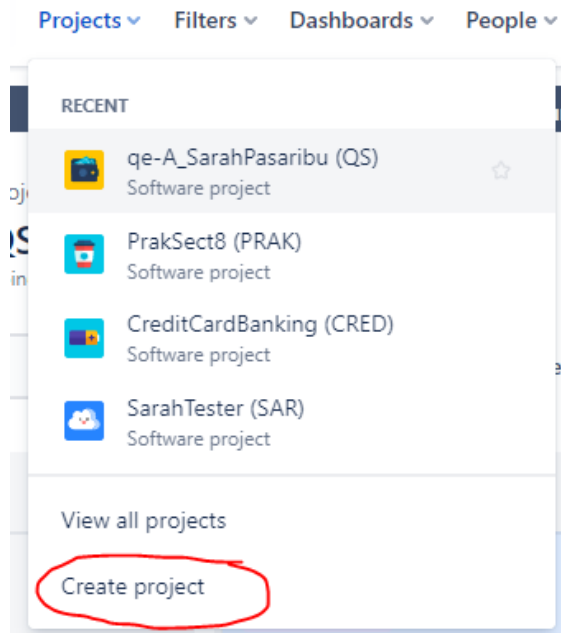 Projects Filters Dashboards People
RECENT
qe-A_SarahPasaribu (QS)
Software project
PrakSect8 (PRAK)
Software project
CreditCardBanking (CRED)
Software project
SarahTester (SAR)
Software project
View all projects
Create project